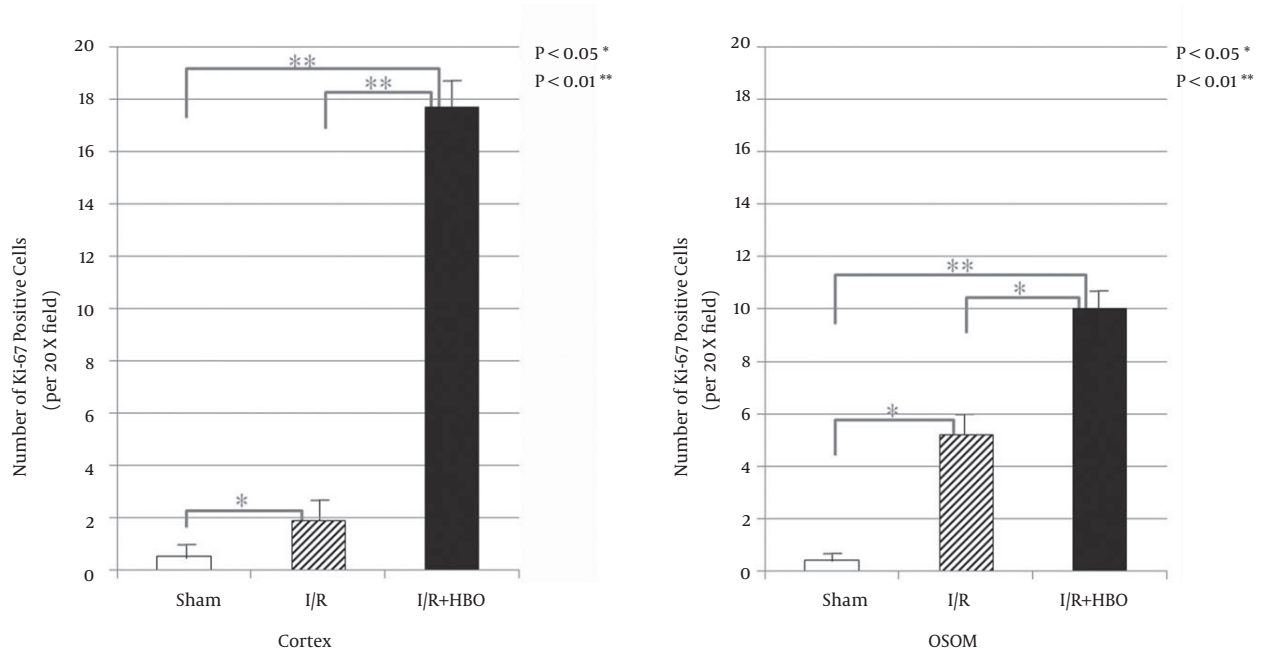 Number of Ki-67 Positive Cells
(per 20 X field)
20
18
16
14
12
10
8
6
4
2
0
**
**
*
P < 0.05 *
P < 0.01 **
Sham
I/R
I/R+HBO
Cortex
Number of Ki-67 Positive Cells
(per 20 X field)
20
18
16
14
12
10
8
6
4
2
0
**
*
*
P < 0.05 *
P < 0.01 **
Sham
I/R
I/R+HBO
OSOM